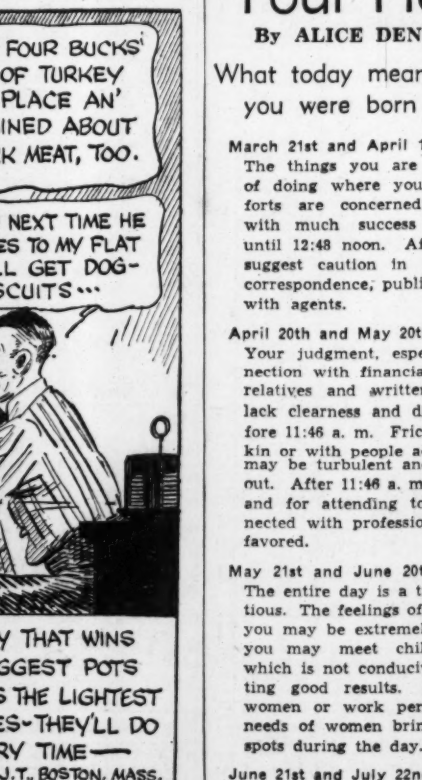 FOUR BUCKS'
OF TURKEY
PLACE AN'
INED ABOUT
K MEAT, TOO.
NEXT TIME HE
ES TO MY FLAT
LL GET DOG-
SCUITS...
Y THAT WINS
GGEST POTS
S THE LIGHTEST
ES-THEY'LL DO
RY TIME—
J.T., BOSTON, MASS.
By ALICE DEN
What today mear
you were born
March 21st and April 1
The things you are
of doing where you
forts are concerned
with much success
until 12:48 noon. Af
suggest caution in
correspondence, publi
with agents.
April 20th and May 20t
Your judgment, espe
nection with financia
relatives and written
lack clearness and d
fore 11:46 a. m. Fric
kin or with people a
may be turbulent an
out. After 11:46 a. m
and for attending to
nected with professio
favored.
May 21st and June 20t
The entire day is a t
tious. The feelings of
you may be extremel
you may meet chil
which is not conduciv
ting good results.
women or work per
needs of women brin
spots during the day.
June 21st and July 22n